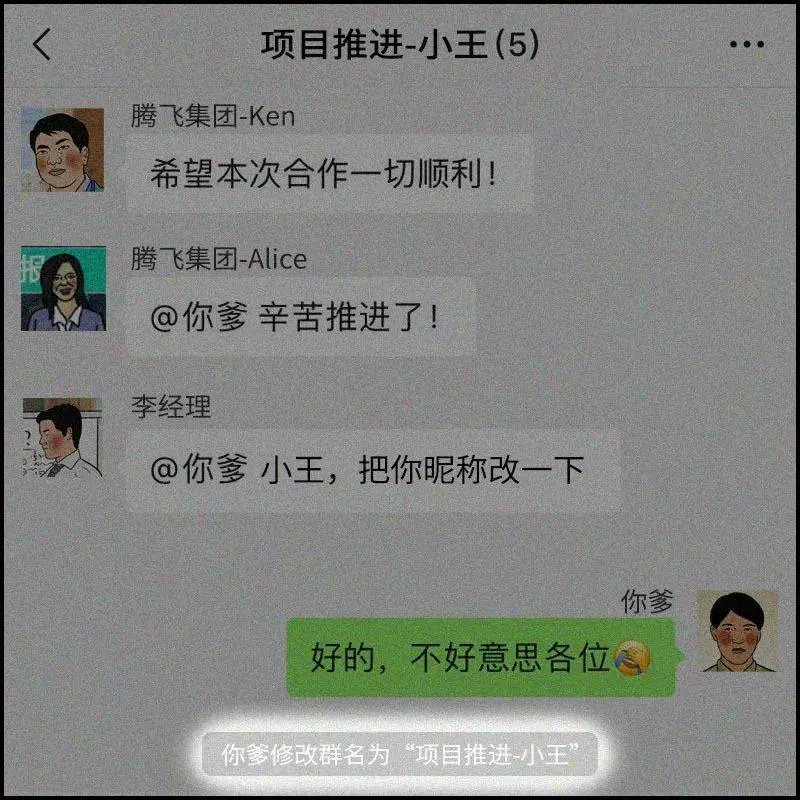 项目推进-小王(5)
腾飞集团-Ken
希望本次合作一切顺利！
腾飞集团-Alice
报
@你爹 辛苦推进了！
李经理
?
@你爹 小王，把你昵称改一下
你爹
好的，不好意思各位🤦
你爹修改群名为“项目推进-小王”